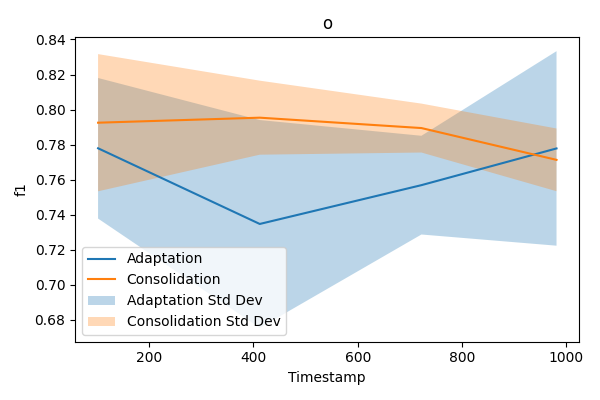 o
0.84
0.82
0.80
0.78
0.76
0.74
0.72
0.70
0.68
f1
Adaptation
Consolidation
Adaptation Std Dev
Consolidation Std Dev
200
400
600
800
1000
Timestamp